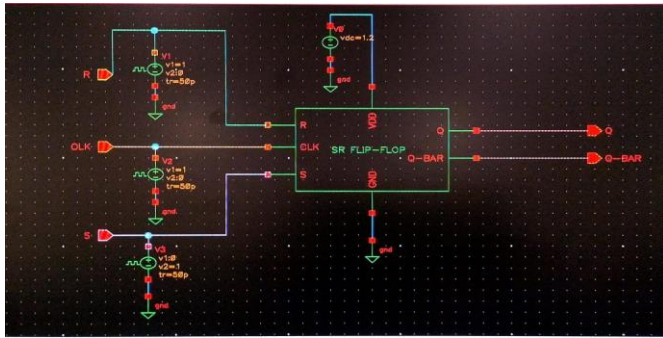 V0
vdc=1.2
gnd
R
V1
v1=1
v2:0
tr=50p
gnd
CLK
V2
v1=1
v2:0
tr=50p
gnd
S
V3
v1:0
v2=1
tr=50p
gnd
R
CLK
S
VDD
SR FLIP-FLOP
GND
Q
Q-BAR
gnd
Q
Q-BAR